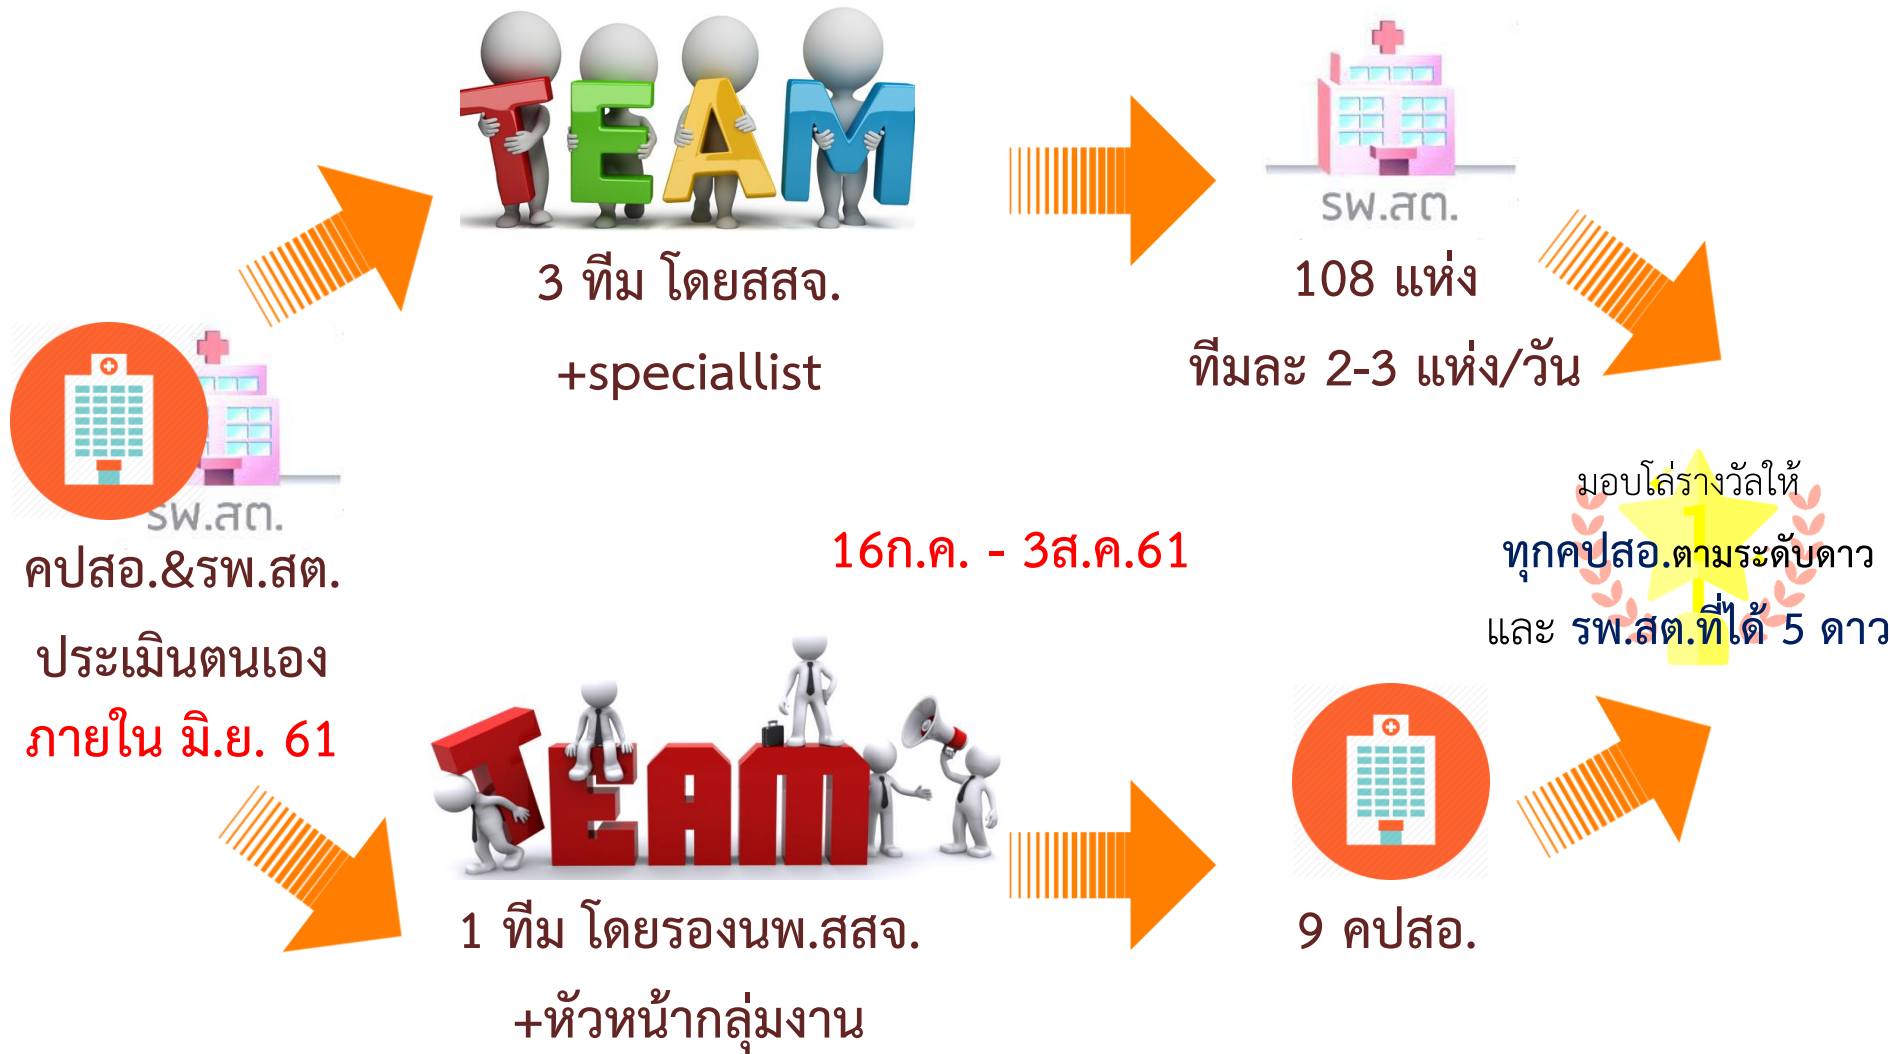 TEAM
3 ทีม โดยสสจ.
+speciallist
รพ.สต.
108 แห่ง
ทีมละ 2-3 แห่ง/วัน
รพ.สต.
คปสอ.&รพ.สต.
ประเมินตนเอง
ภายใน มิ.ย. 61
16ก.ค. - 3ส.ค.61
1
มอบโล่รางวัลให้
ทุกคปสอ.ตามระดับดาว
และ รพ.สต.ที่ได้ 5 ดาว
TEAM
1 ทีม โดยรองนพ.สสจ.
+หัวหน้ากลุ่มงาน
9 คปสอ.